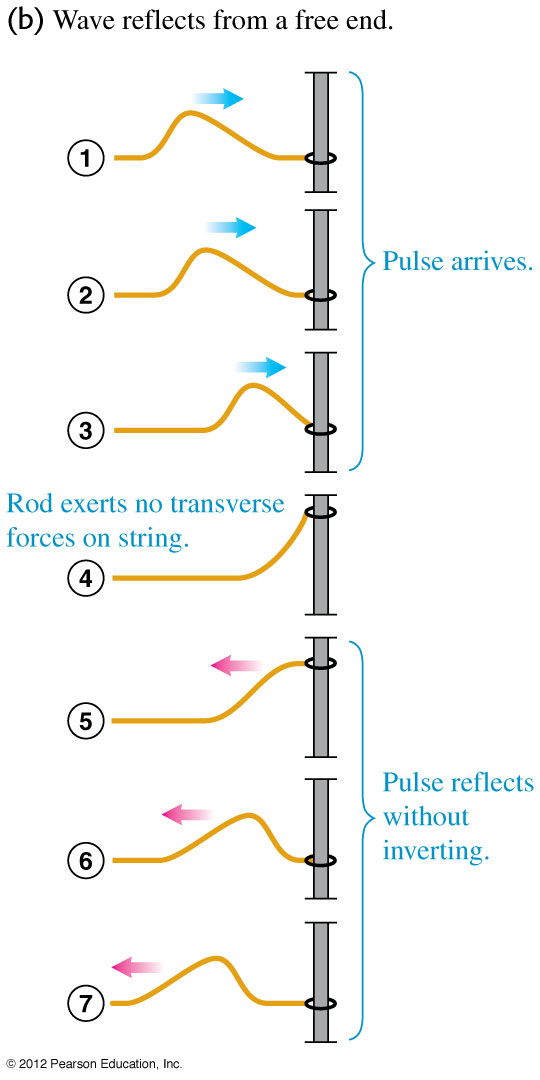 (b) Wave reflects from a free end.
1
2
Pulse arrives.
3
Rod exerts no transverse
forces on string.
4
5
Pulse reflects
without
inverting.
6
7
© 2012 Pearson Education, Inc.